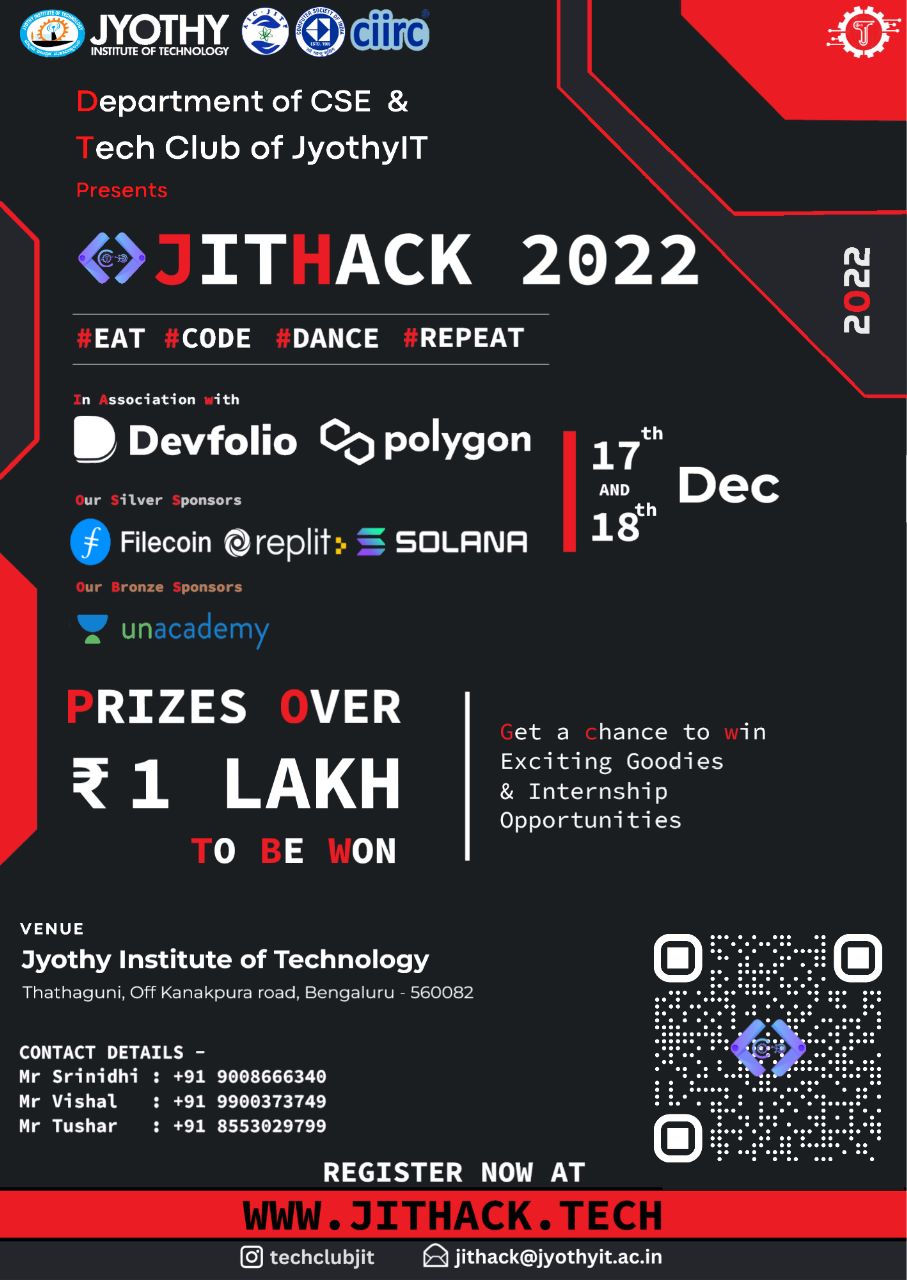 JYOTHY
INSTITUTE OF TECHNOLOGY
ciirc
Department of CSE &
Tech Club of JyothyIT
Presents
JITHACK 2022
2022
#EAT #CODE #DANCE #REPEAT
In Association with
Devfolio polygon
17th
AND
18th
Dec
Our Silver Sponsors
Filecoin replit SOLANA
Our Bronze Sponsors
unacademy
PRIZES OVER
₹1 LAKH
TO BE WON
Get a chance to win
Exciting Goodies
& Internship
Opportunities
VENUE
Jyothy Institute of Technology
Thathaguni, Off Kanakpura road, Bengaluru - 560082
CONTACT DETAILS -
Mr Srinidhi : +91 9008666340
Mr Vishal : +91 9900373749
Mr Tushar : +91 8553029799
REGISTER NOW AT
WWW.JITHACK.TECH
techclubjit jithack@jyothyit.ac.in